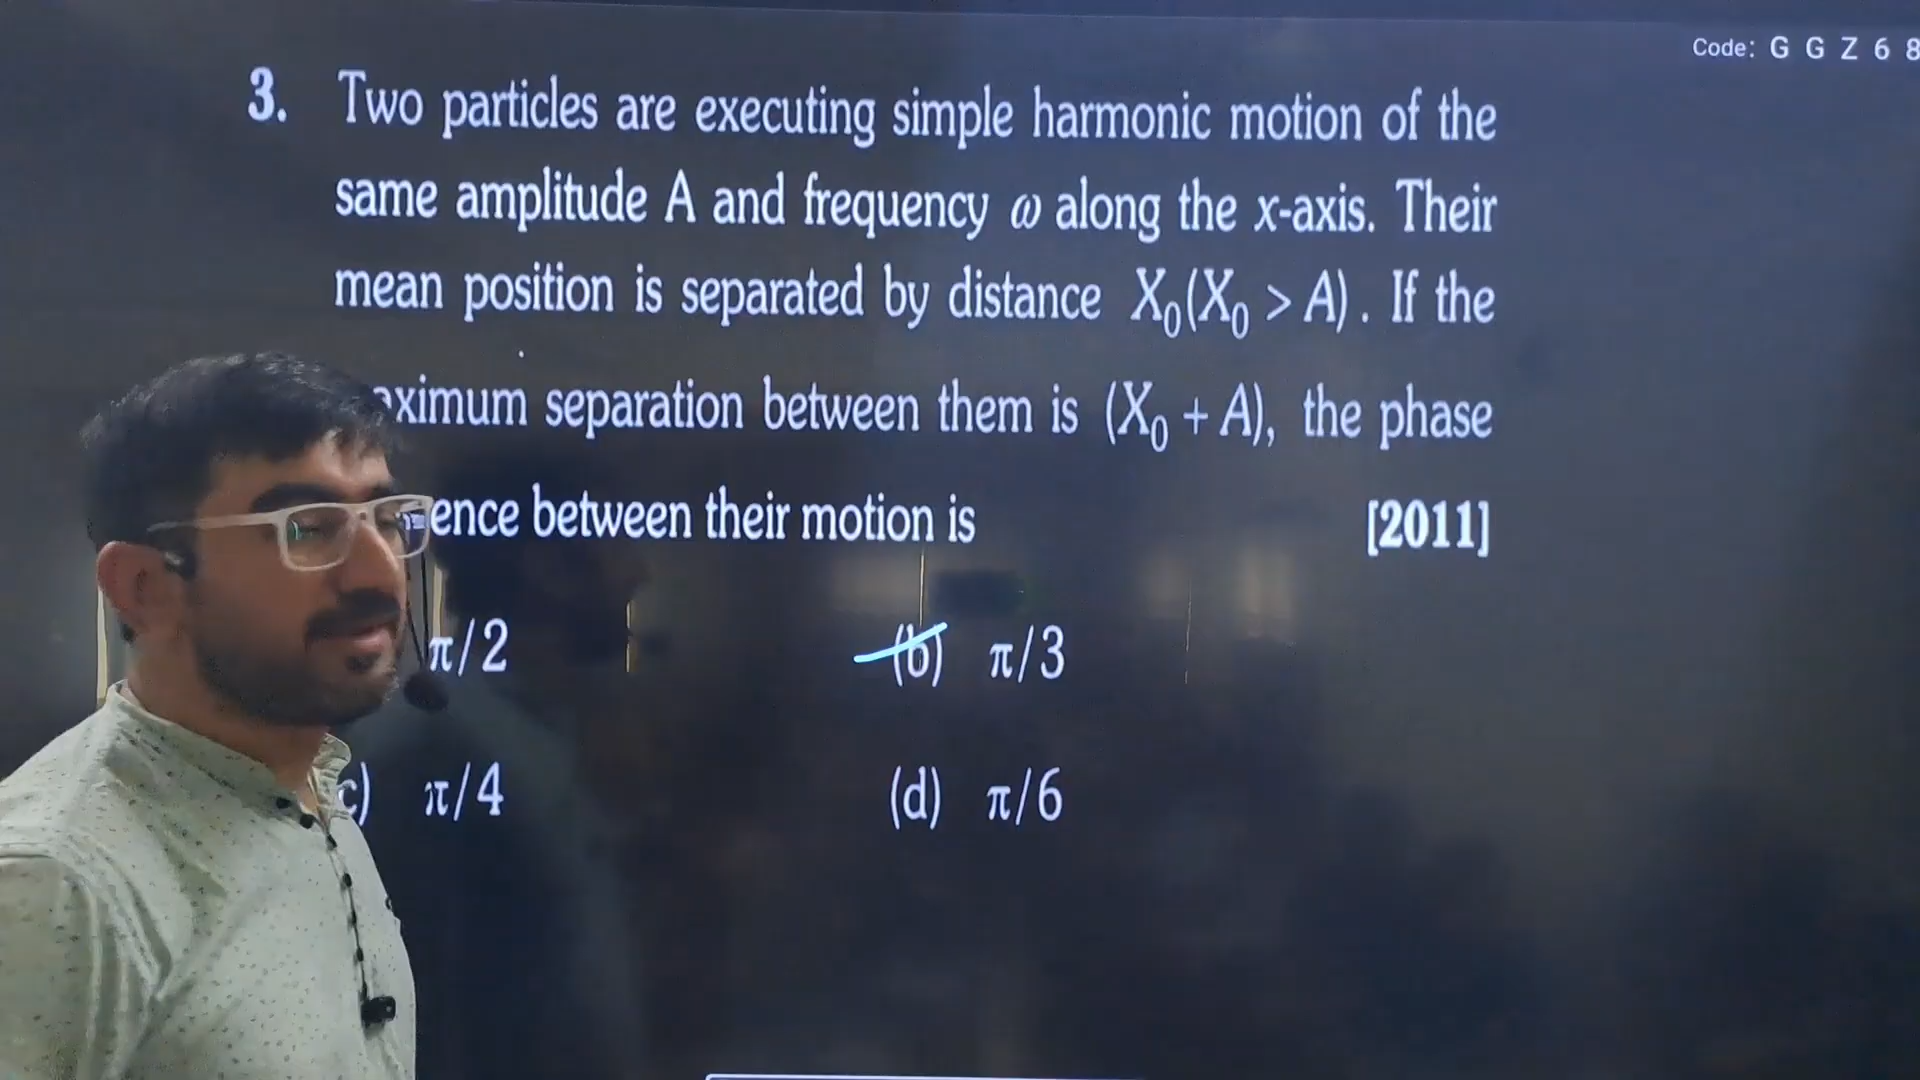 Code: G G Z 6 8
3. Two particles are executing simple harmonic motion of the
same amplitude A and frequency ω along the x-axis. Their
mean position is separated by distance X₀(X₀ > A). If the
aximum separation between them is (X₀ + A), the phase
ence between their motion is [2011]
π/2 (b) π/3
c) π/4 (d) π/6